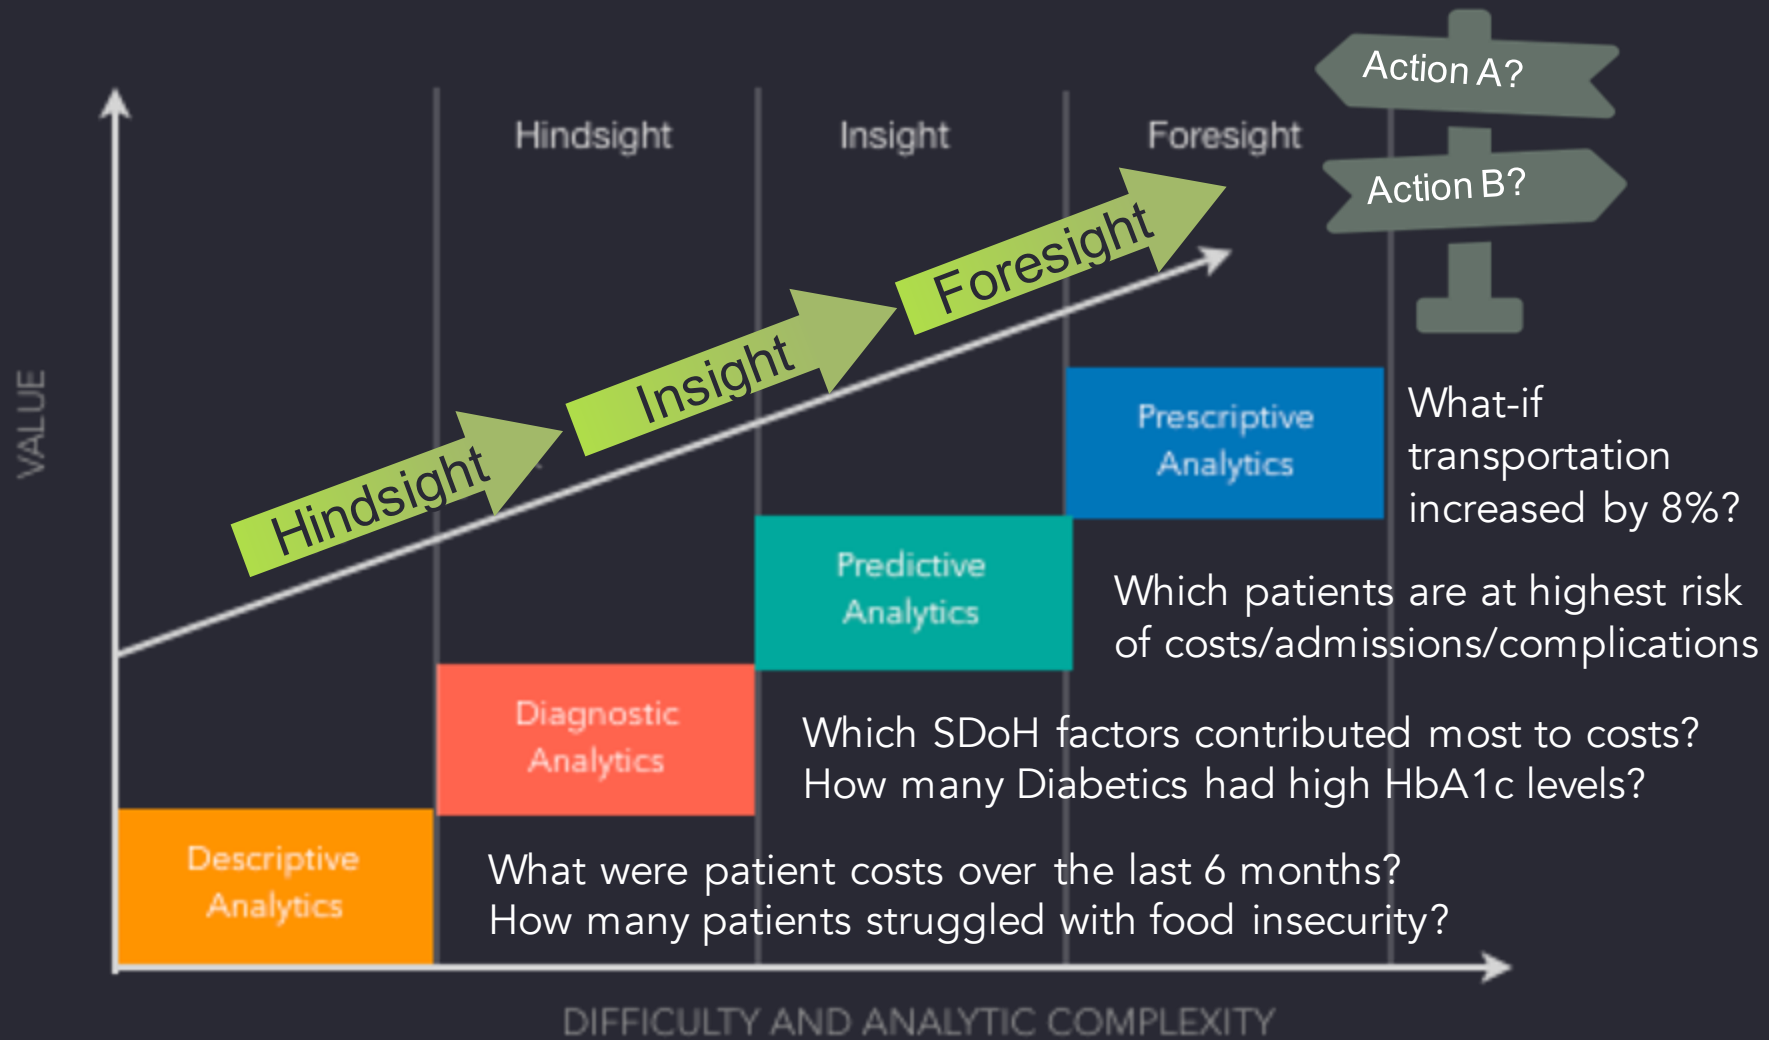 Action A?
Action B?
Hindsight
Insight
Foresight
Hindsight
Insight
Foresight
VALUE
Prescriptive
Analytics
What-if
transportation
increased by 8%?
Predictive
Analytics
Which patients are at highest risk
of costs/admissions/complications
Diagnostic
Analytics
Which SDoH factors contributed most to costs?
How many Diabetics had high HbA1c levels?
Descriptive
Analytics
What were patient costs over the last 6 months?
How many patients struggled with food insecurity?
DIFFICULTY AND ANALYTIC COMPLEXITY